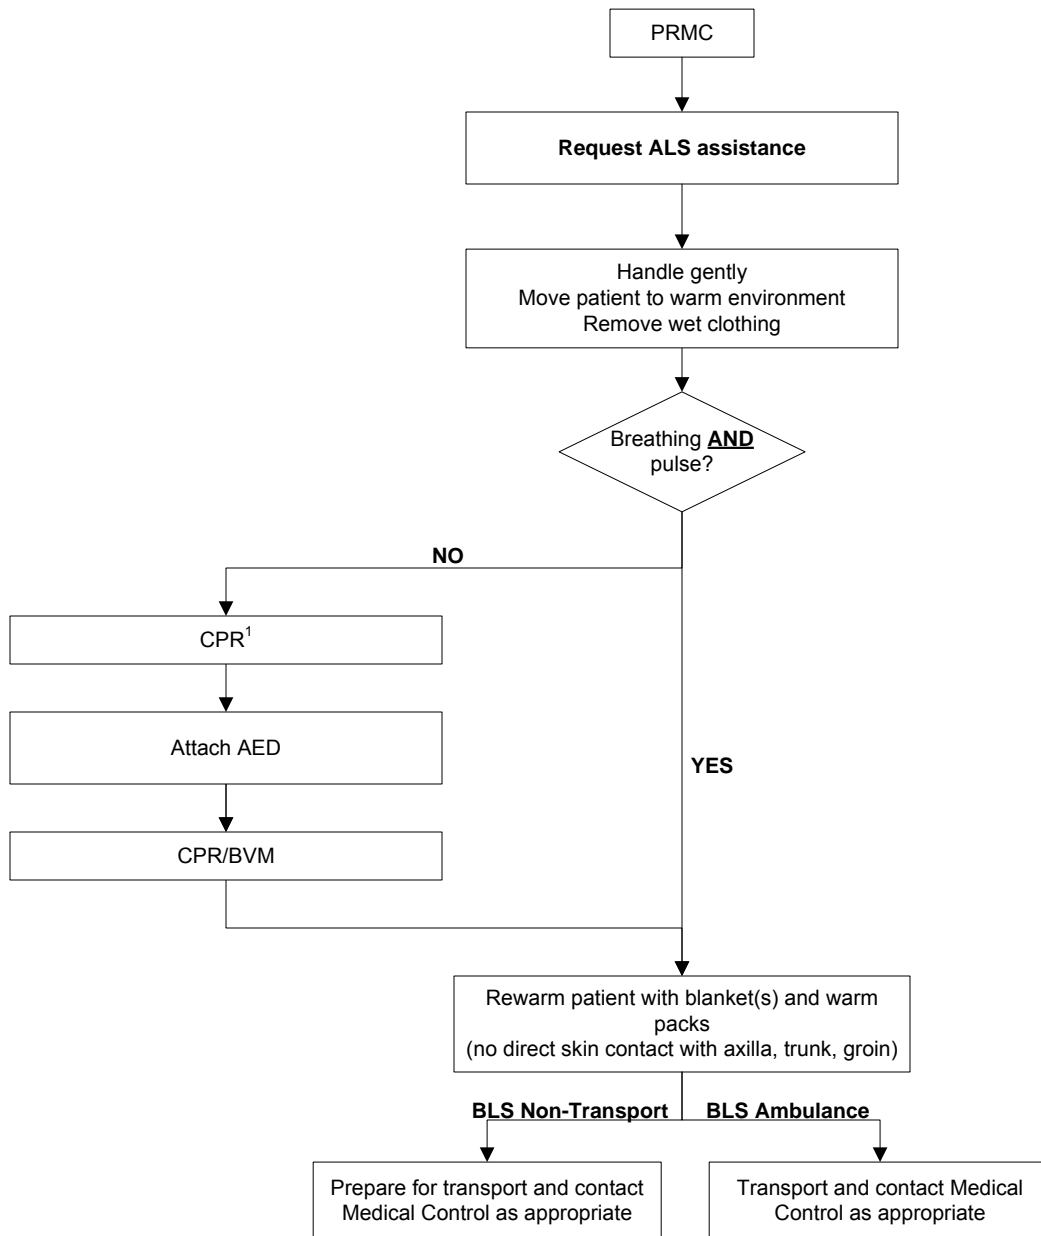 PRMC
Request ALS assistance
Handle gently
Move patient to warm environment
Remove wet clothing
Breathing AND
pulse?
NO
CPR¹
Attach AED
YES
CPR/BVM
Rewarm patient with blanket(s) and warm
packs
(no direct skin contact with axilla, trunk, groin)
BLS Non-Transport
BLS Ambulance
Prepare for transport and contact
Medical Control as appropriate
Transport and contact Medical
Control as appropriate